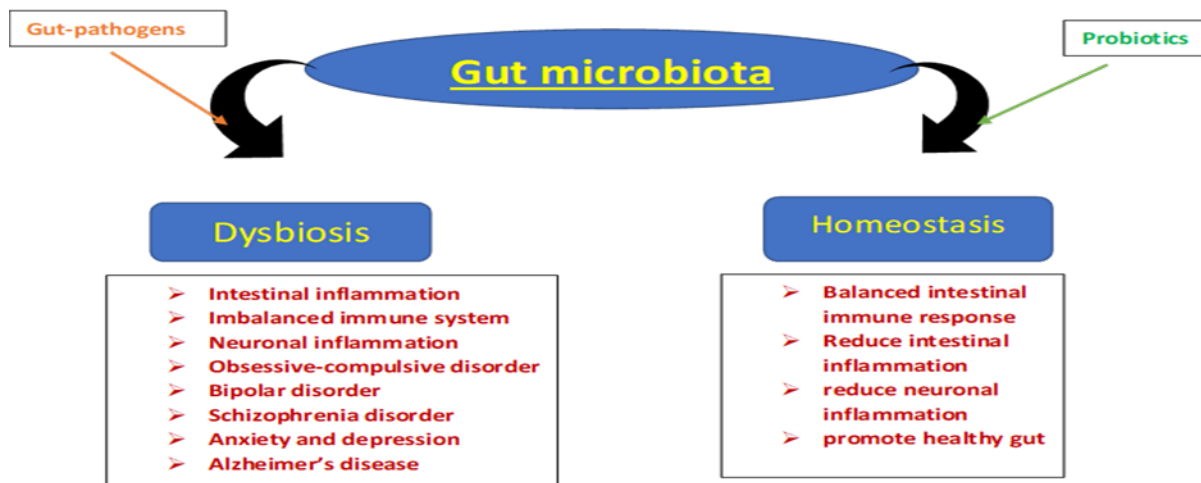 Gut-pathogens
Gut microbiota
Probiotics
Dysbiosis
➢ Intestinal inflammation
➢ Imbalanced immune system
➢ Neuronal inflammation
➢ Obsessive-compulsive disorder
➢ Bipolar disorder
➢ Schizophrenia disorder
➢ Anxiety and depression
➢ Alzheimer’s disease
Homeostasis
➢ Balanced intestinal
immune response
➢ Reduce intestinal
inflammation
➢ reduce neuronal
inflammation
➢ promote healthy gut